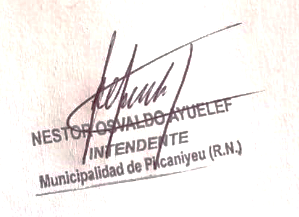 NESTOR OSVALDO AYUELEF
INTENDENTE
Municipalidad de Pilcaniyeu (R.N.)